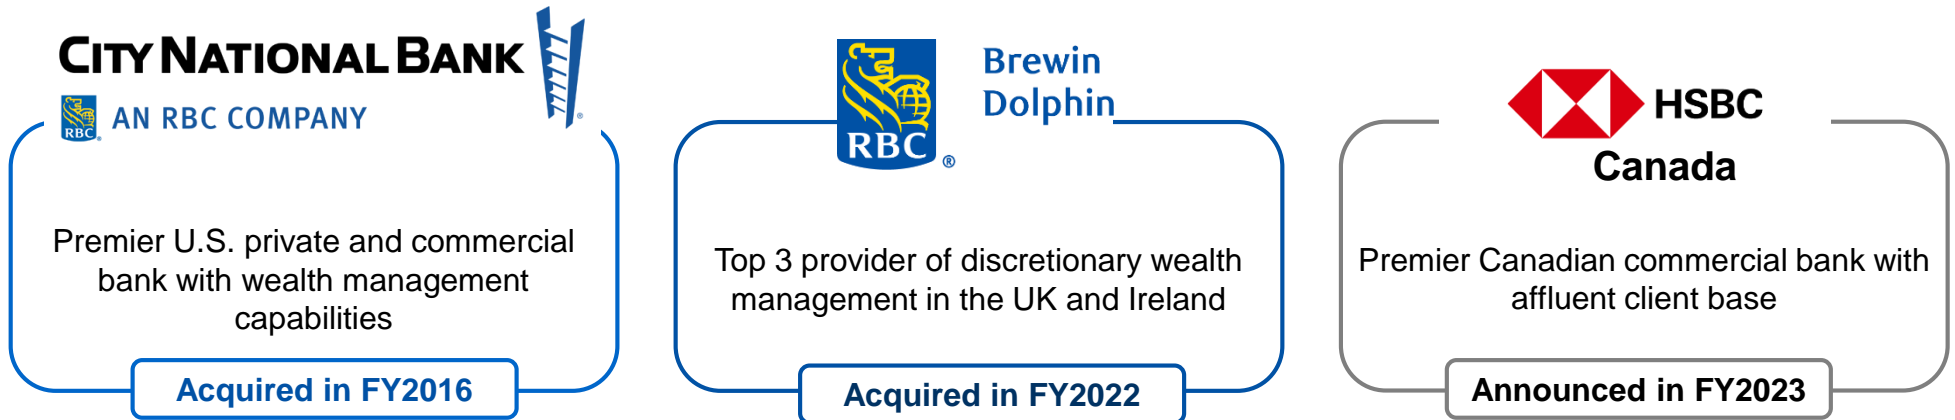 CITY NATIONAL BANK
®
RBC®
AN RBC COMPANY
Premier U.S. private and commercial
bank with wealth management
capabilities
Acquired in FY2016
RBC ®
Brewin
Dolphin
Top 3 provider of discretionary wealth
management in the UK and Ireland
Acquired in FY2022
HSBC
Canada
Premier Canadian commercial bank with
affluent client base
Announced in FY2023